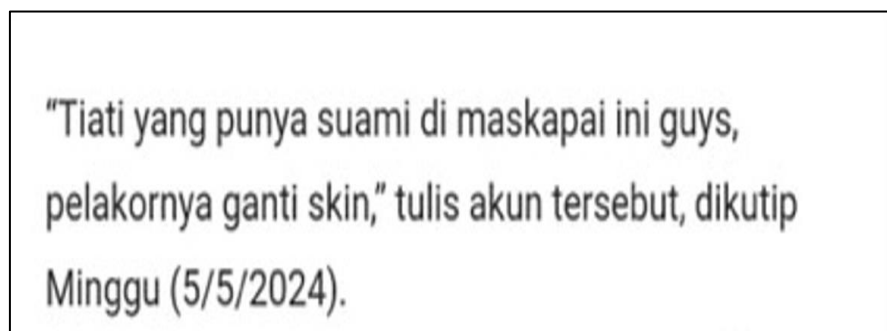 “Tiati yang punya suami di maskapai ini guys,
pelakornya ganti skin,” tulis akun tersebut, dikutip
Minggu (5/5/2024).